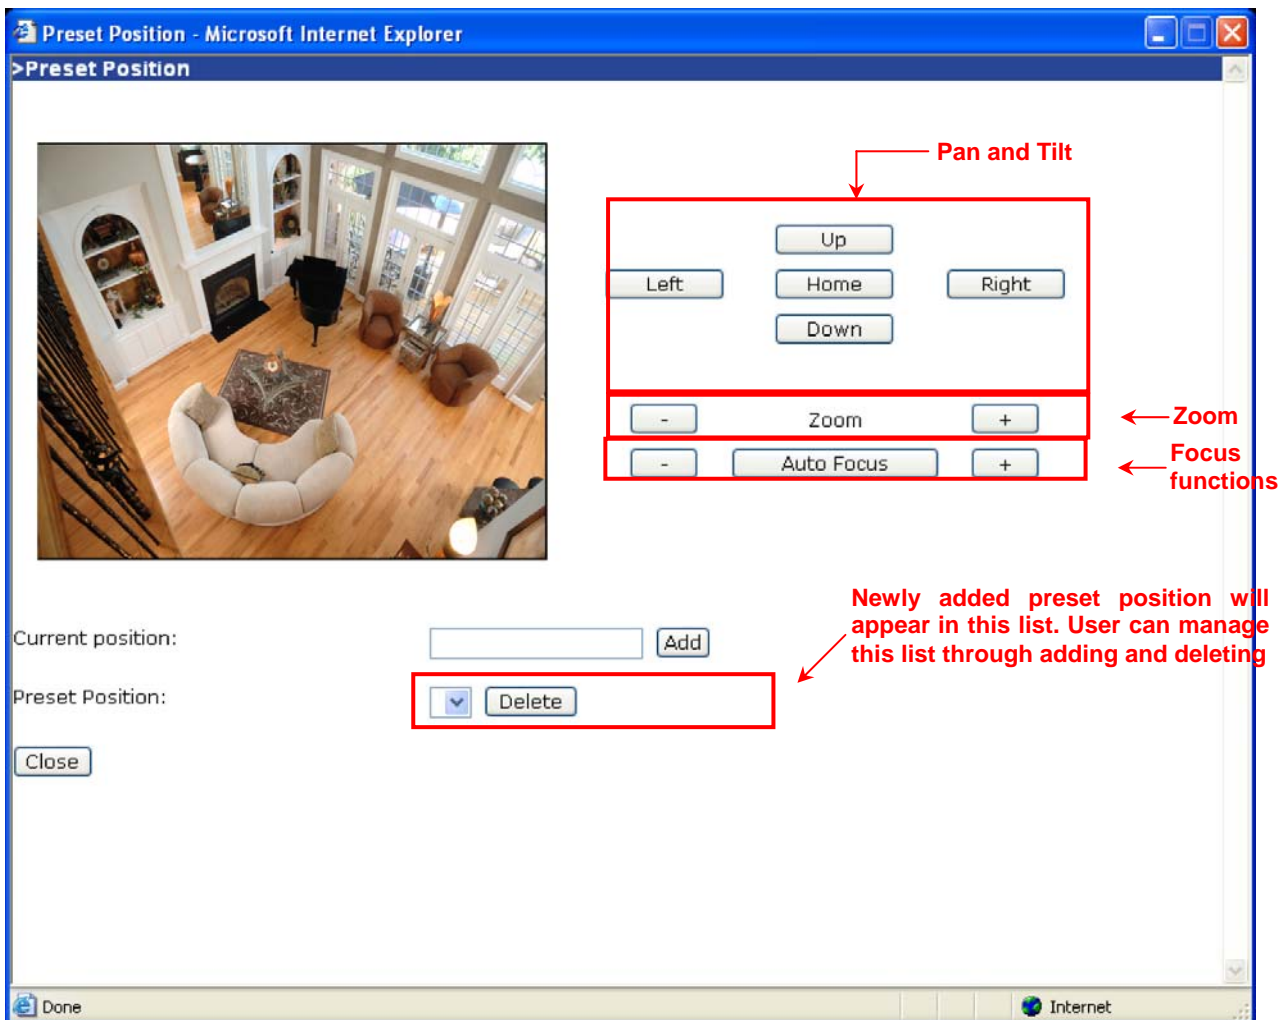 Preset Position - Microsoft Internet Explorer
>Preset Position
Pan and Tilt
Up
Left Home Right
Down
- Zoom +
Zoom
- Auto Focus +
Focus
functions
Newly added preset position will
appear in this list. User can manage
this list through adding and deleting
Current position: Add
Preset Position: Delete
Close
Done Internet